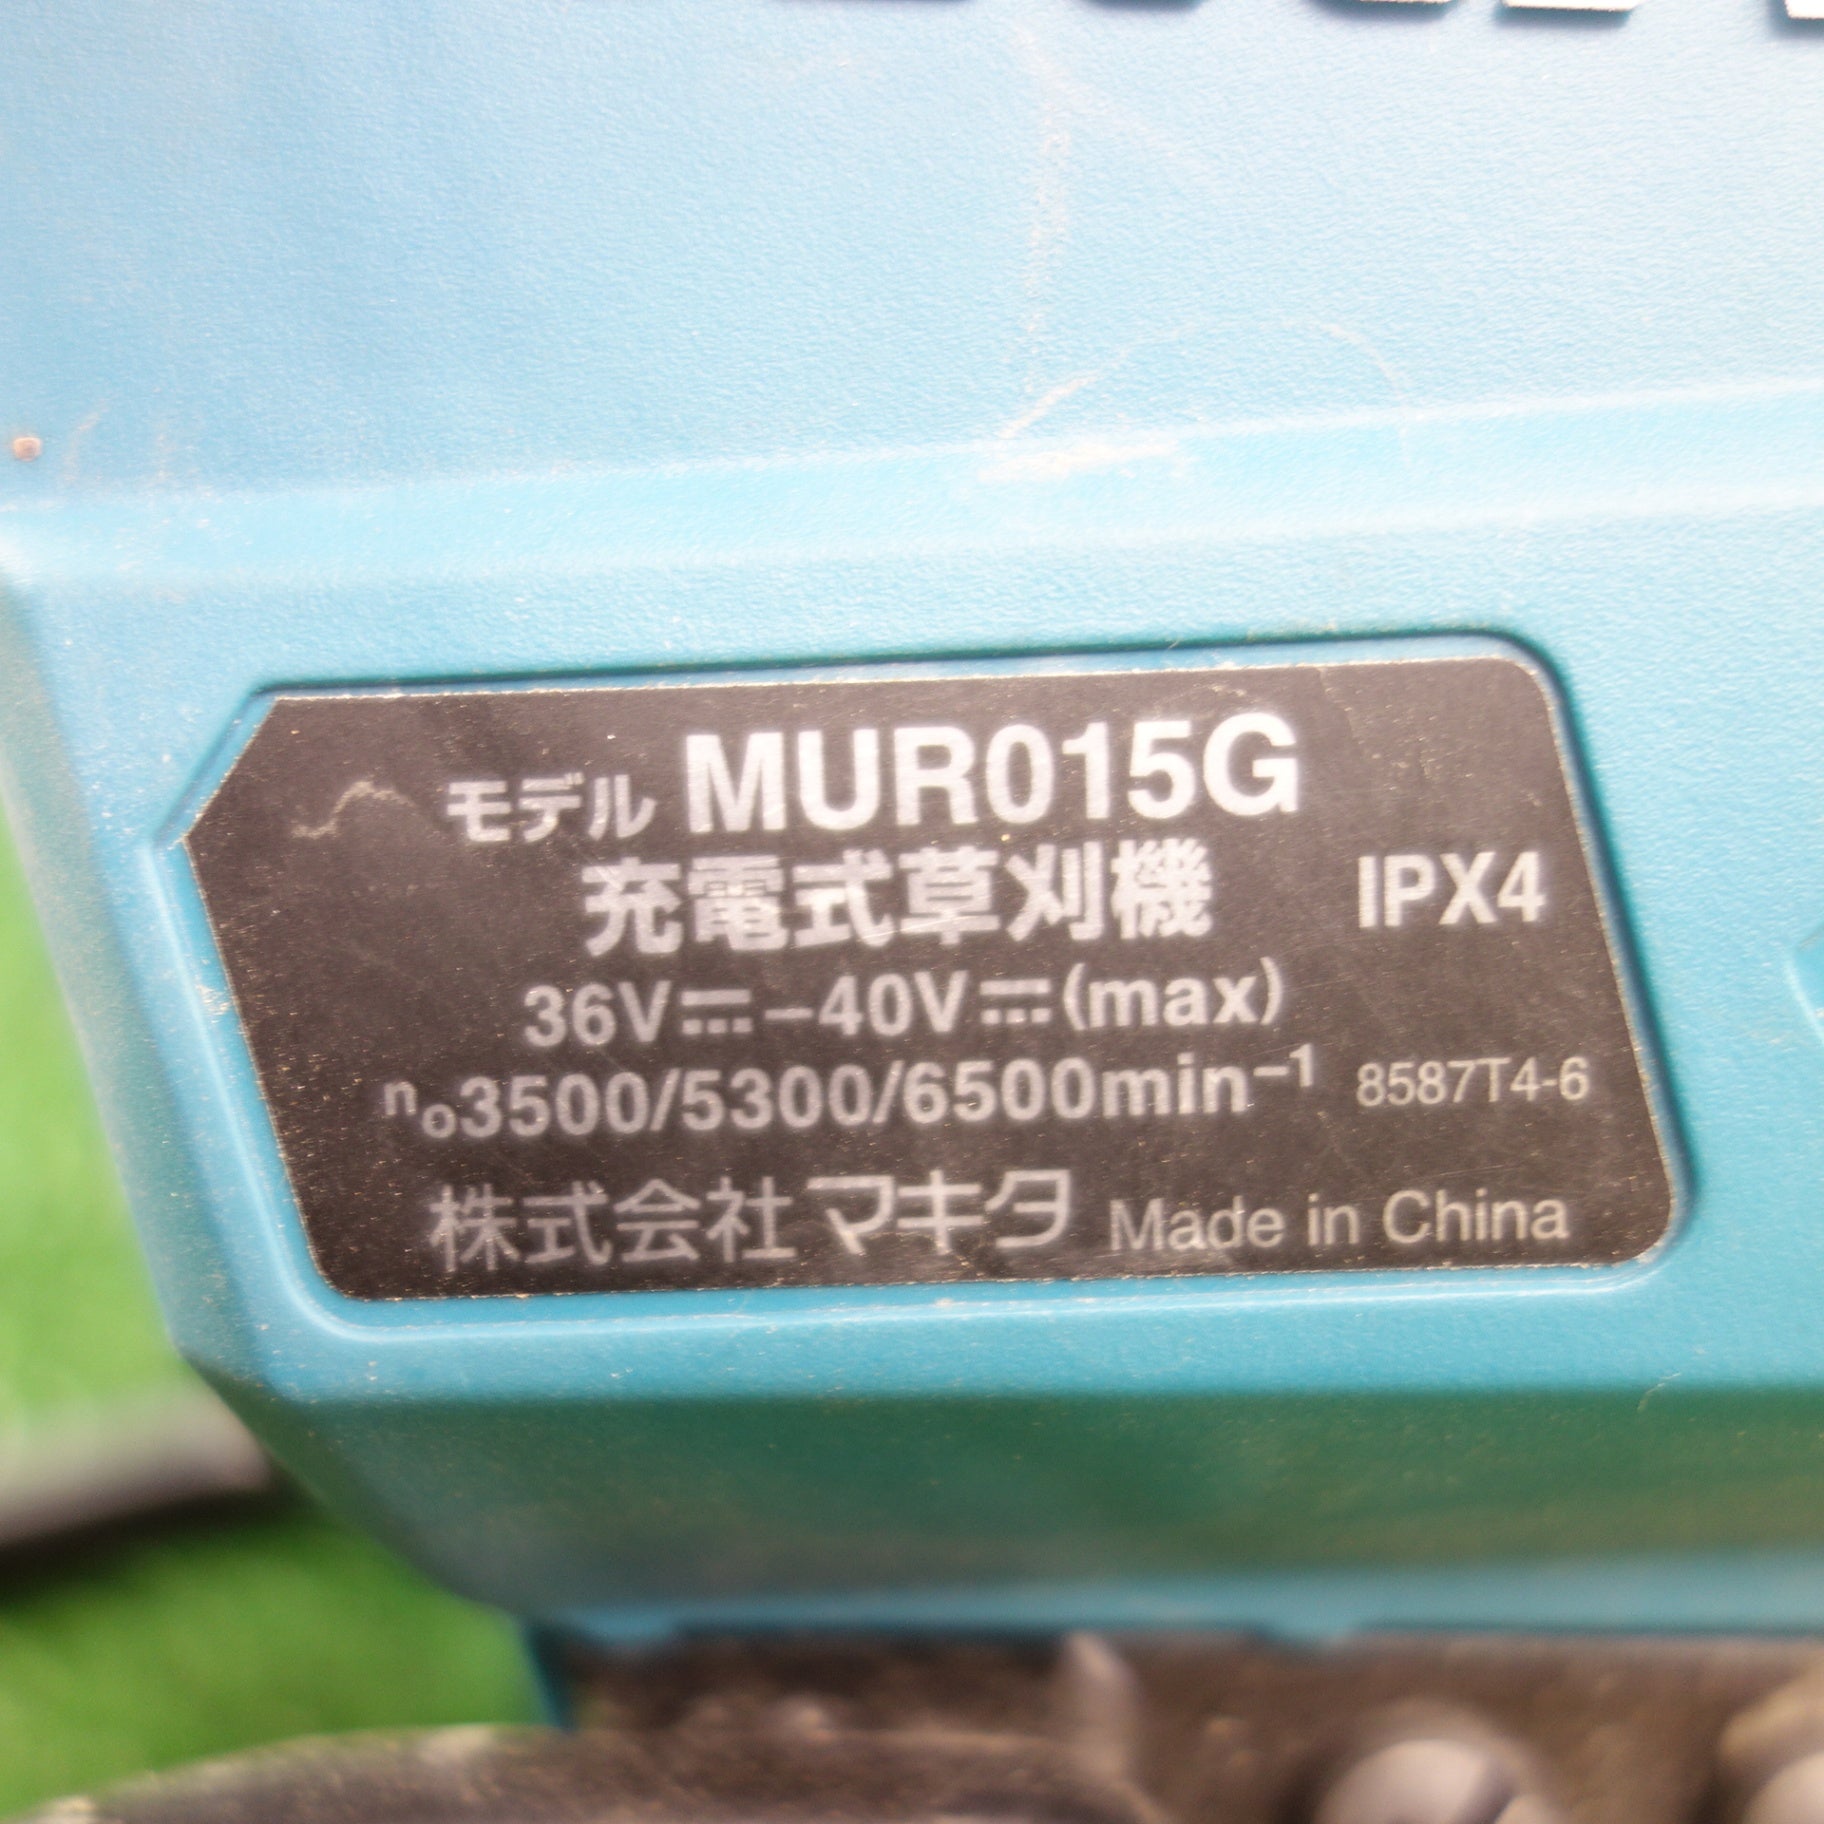 モデル MUR015G
充電式草刈機 IPX4
36V⎓-40V⎓(max)
no3500/5300/6500min-1 8587T4-6
株式会社マキタ Made in China